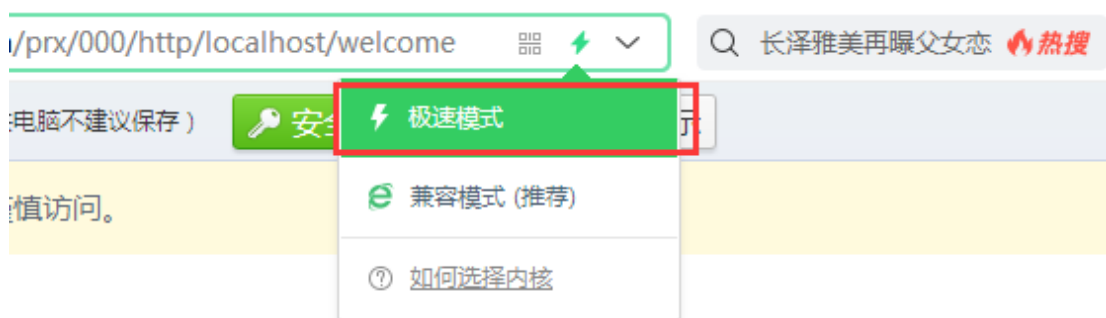 /prx/000/http/localhost/welcome
长泽雅美再曝父女恋 热搜
电脑不建议保存）
安全
极速模式
示
慎访问。
兼容模式 (推荐)
如何选择内核